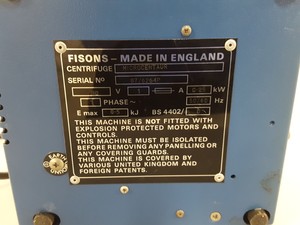 FISONS – MADE IN ENGLAND
CENTRIFUGE MICROCENTAUR
SERIAL Nº
V A kW
PHASE~ Hz
E max kJ BS 4402/
THIS MACHINE IS NOT FITTED WITH
EXPLOSION PROTECTED MOTORS AND
CONTROLS.
THIS MACHINE MUST BE ISOLATED
BEFORE REMOVING ANY PANELLING OR
ANY COVERING GUARDS.
THIS MACHINE IS COVERED BY
VARIOUS UNITED KINGDOM AND
FOREIGN PATENTS.
EARTH